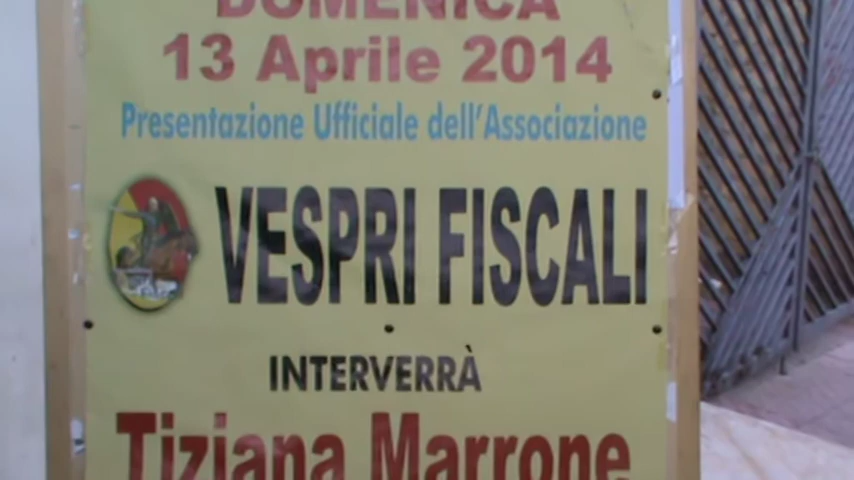 DOMENICA
13 Aprile 2014
Presentazione Ufficiale dell'Associazione
VESPRI FISCALI
INTERVERRÀ
Tiziana Marrone